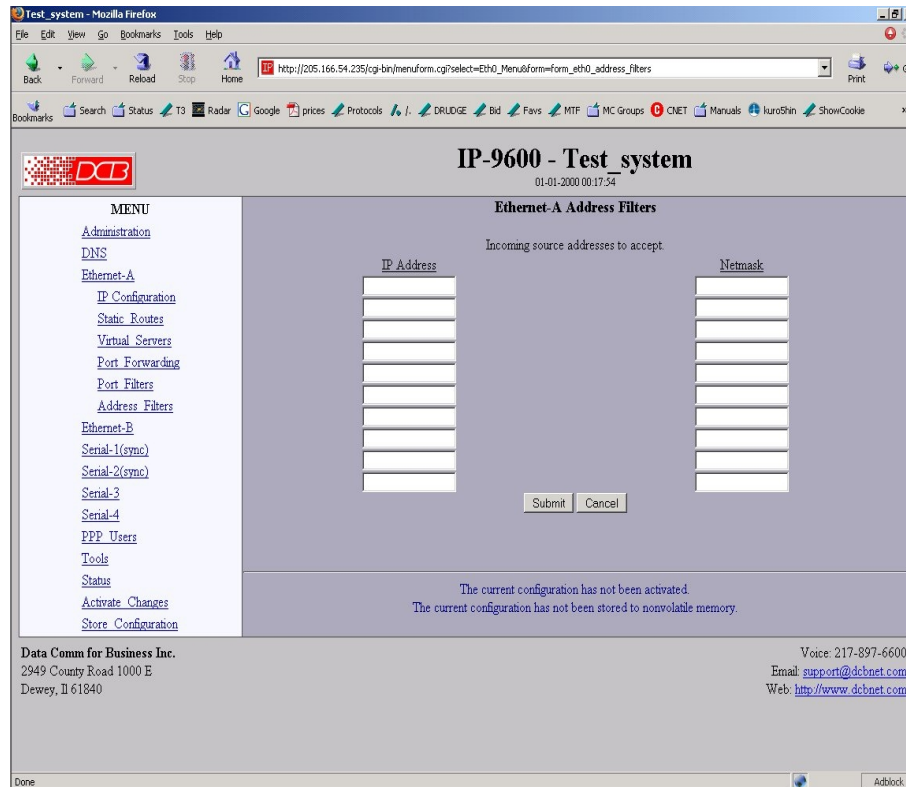 Test_system - Mozilla Firefox
File Edit View Go Bookmarks Tools Help
Back Forward Reload Stop Home
IP http://205.166.54.235/cgi-bin/menuform.cgi?select=Eth0_Menu&form=form_eth0_address_filters
Print
Bookmarks Search Status T3 Radar Google prices Protocols /. DRUDGE Bid Favs MTF MC Groups CNET Manuals kuro5hin ShowCookie
DCB
IP-9600 - Test_system
01-01-2000 00:17:54
MENU
Administration
DNS
Ethernet-A
IP Configuration
Static Routes
Virtual Servers
Port Forwarding
Port Filters
Address Filters
Ethernet-B
Serial-1(sync)
Serial-2(sync)
Serial-3
Serial-4
PPP Users
Tools
Status
Activate Changes
Store Configuration
Ethernet-A Address Filters
Incoming source addresses to accept.
IP Address Netmask
Submit Cancel
The current configuration has not been activated.
The current configuration has not been stored to nonvolatile memory.
Data Comm for Business Inc.
2949 County Road 1000 E
Dewey, Il 61840
Voice: 217-897-6600
Email: support@dcbnet.com
Web: http://www.dcbnet.com
Done
Adblock